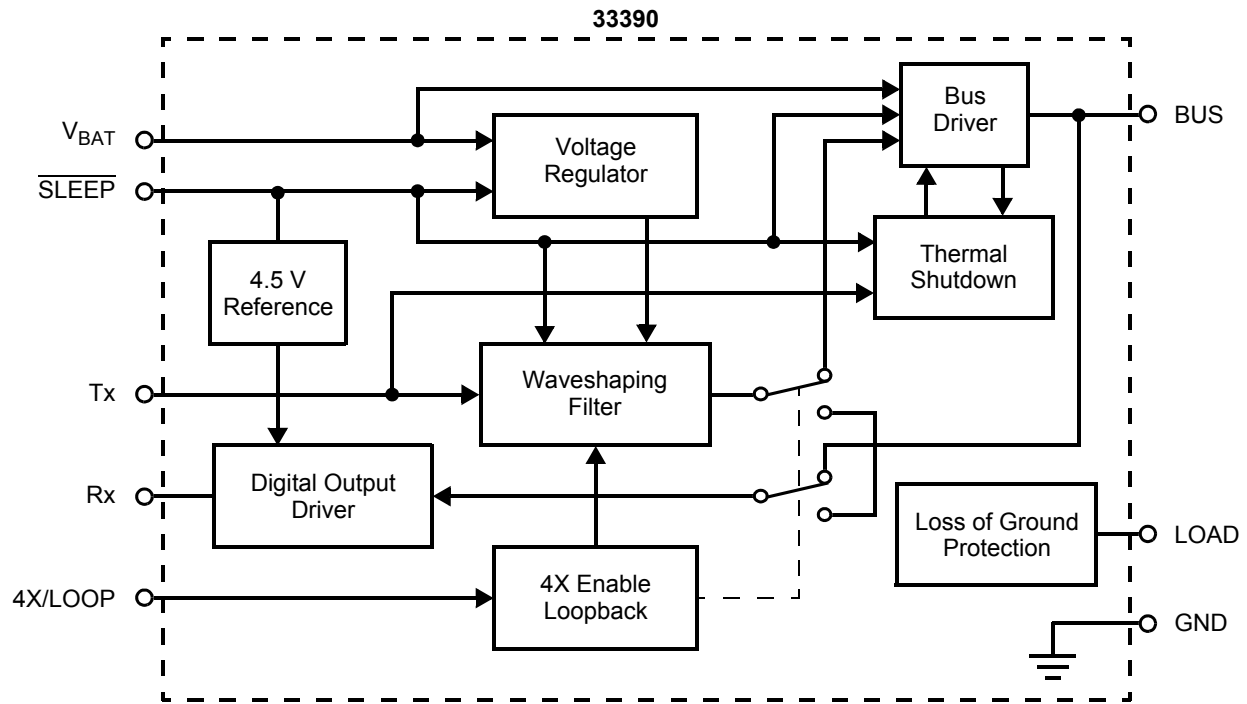 33390
Bus
Driver
BUS
VBAT
Voltage
Regulator
SLEEP
4.5 V
Reference
Thermal
Shutdown
Tx
Waveshaping
Filter
Rx
Digital Output
Driver
Loss of Ground
Protection
LOAD
4X/LOOP
4X Enable
Loopback
GND